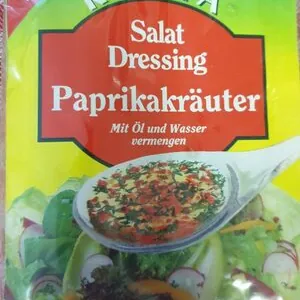 Salat
Dressing
Paprikakräuter
Mit Öl und Wasser
vermengen